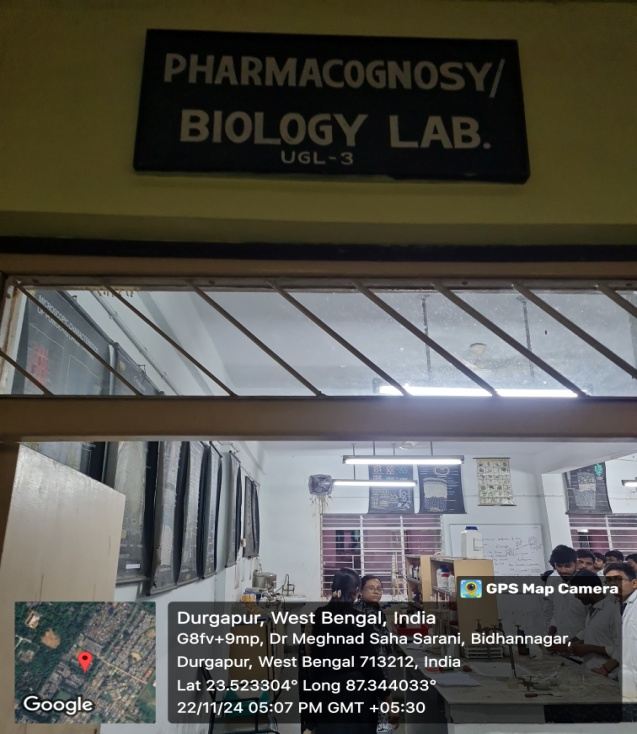 PHARMACOGNOSY/
BIOLOGY LAB.
UGL-3
GPS Map Camera
Durgapur, West Bengal, India
G8fv+9mp, Dr Meghnad Saha Sarani, Bidhannagar,
Durgapur, West Bengal 713212, India
Lat 23.523304° Long 87.344033°
22/11/24 05:07 PM GMT +05:30
Google